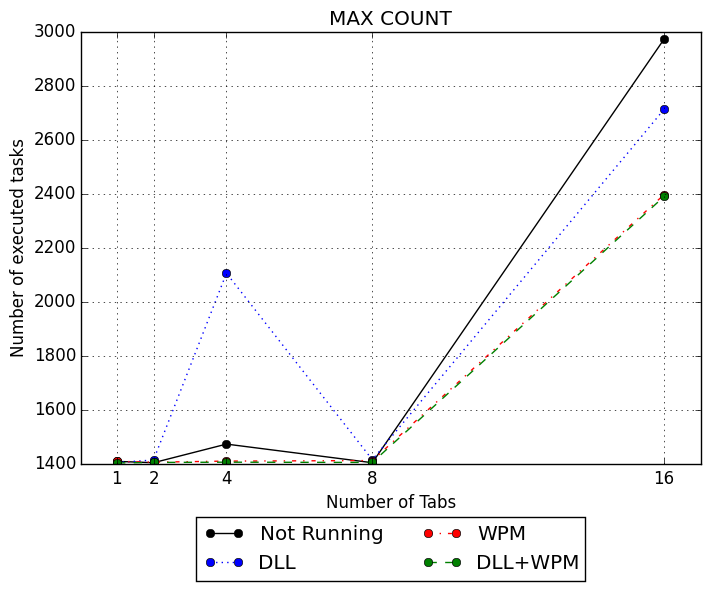 MAX COUNT
3000
2800
2600
2400
2200
2000
1800
1600
1400
Number of executed tasks
1 2 4 8 16
Number of Tabs
Not Running WPM
DLL DLL+WPM